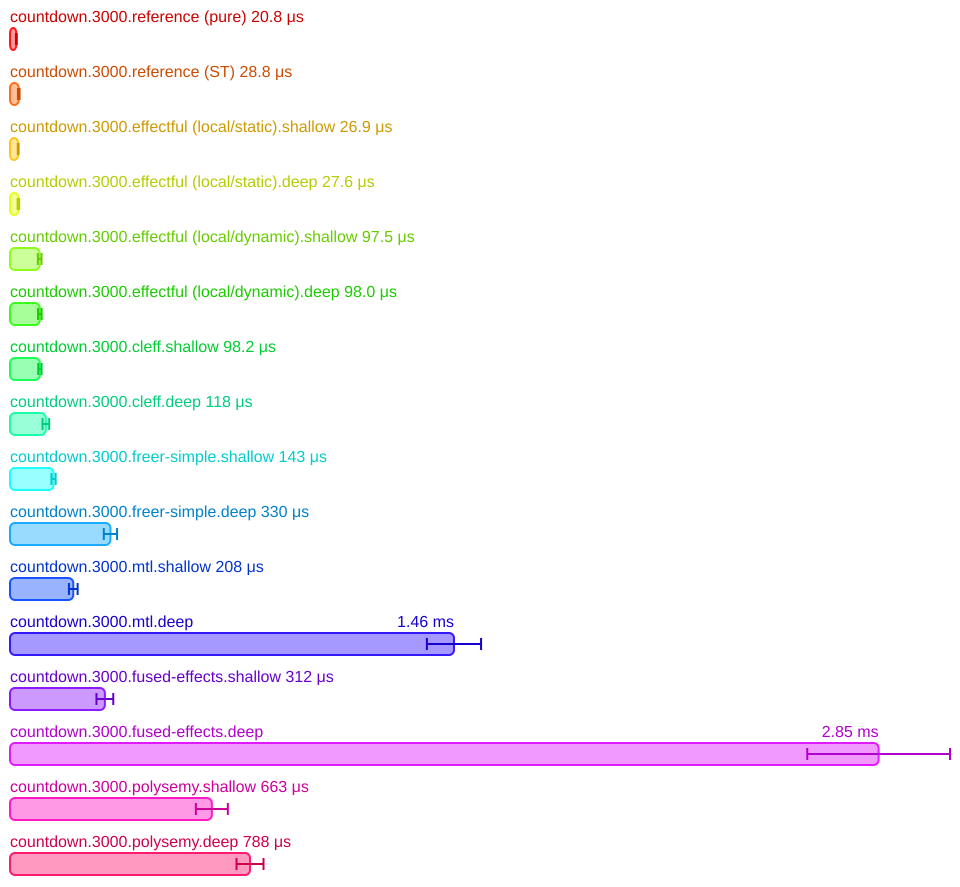 countdown.3000.reference (pure) 20.8 μs
countdown.3000.reference (ST) 28.8 μs
countdown.3000.effectful (local/static).shallow 26.9 μs
countdown.3000.effectful (local/static).deep 27.6 μs
countdown.3000.effectful (local/dynamic).shallow 97.5 μs
countdown.3000.effectful (local/dynamic).deep 98.0 μs
countdown.3000.cleff.shallow 98.2 μs
countdown.3000.cleff.deep 118 μs
countdown.3000.freer-simple.shallow 143 μs
countdown.3000.freer-simple.deep 330 μs
countdown.3000.mtl.shallow 208 μs
countdown.3000.mtl.deep 1.46 ms
countdown.3000.fused-effects.shallow 312 μs
countdown.3000.fused-effects.deep 2.85 ms
countdown.3000.polysemy.shallow 663 μs
countdown.3000.polysemy.deep 788 μs